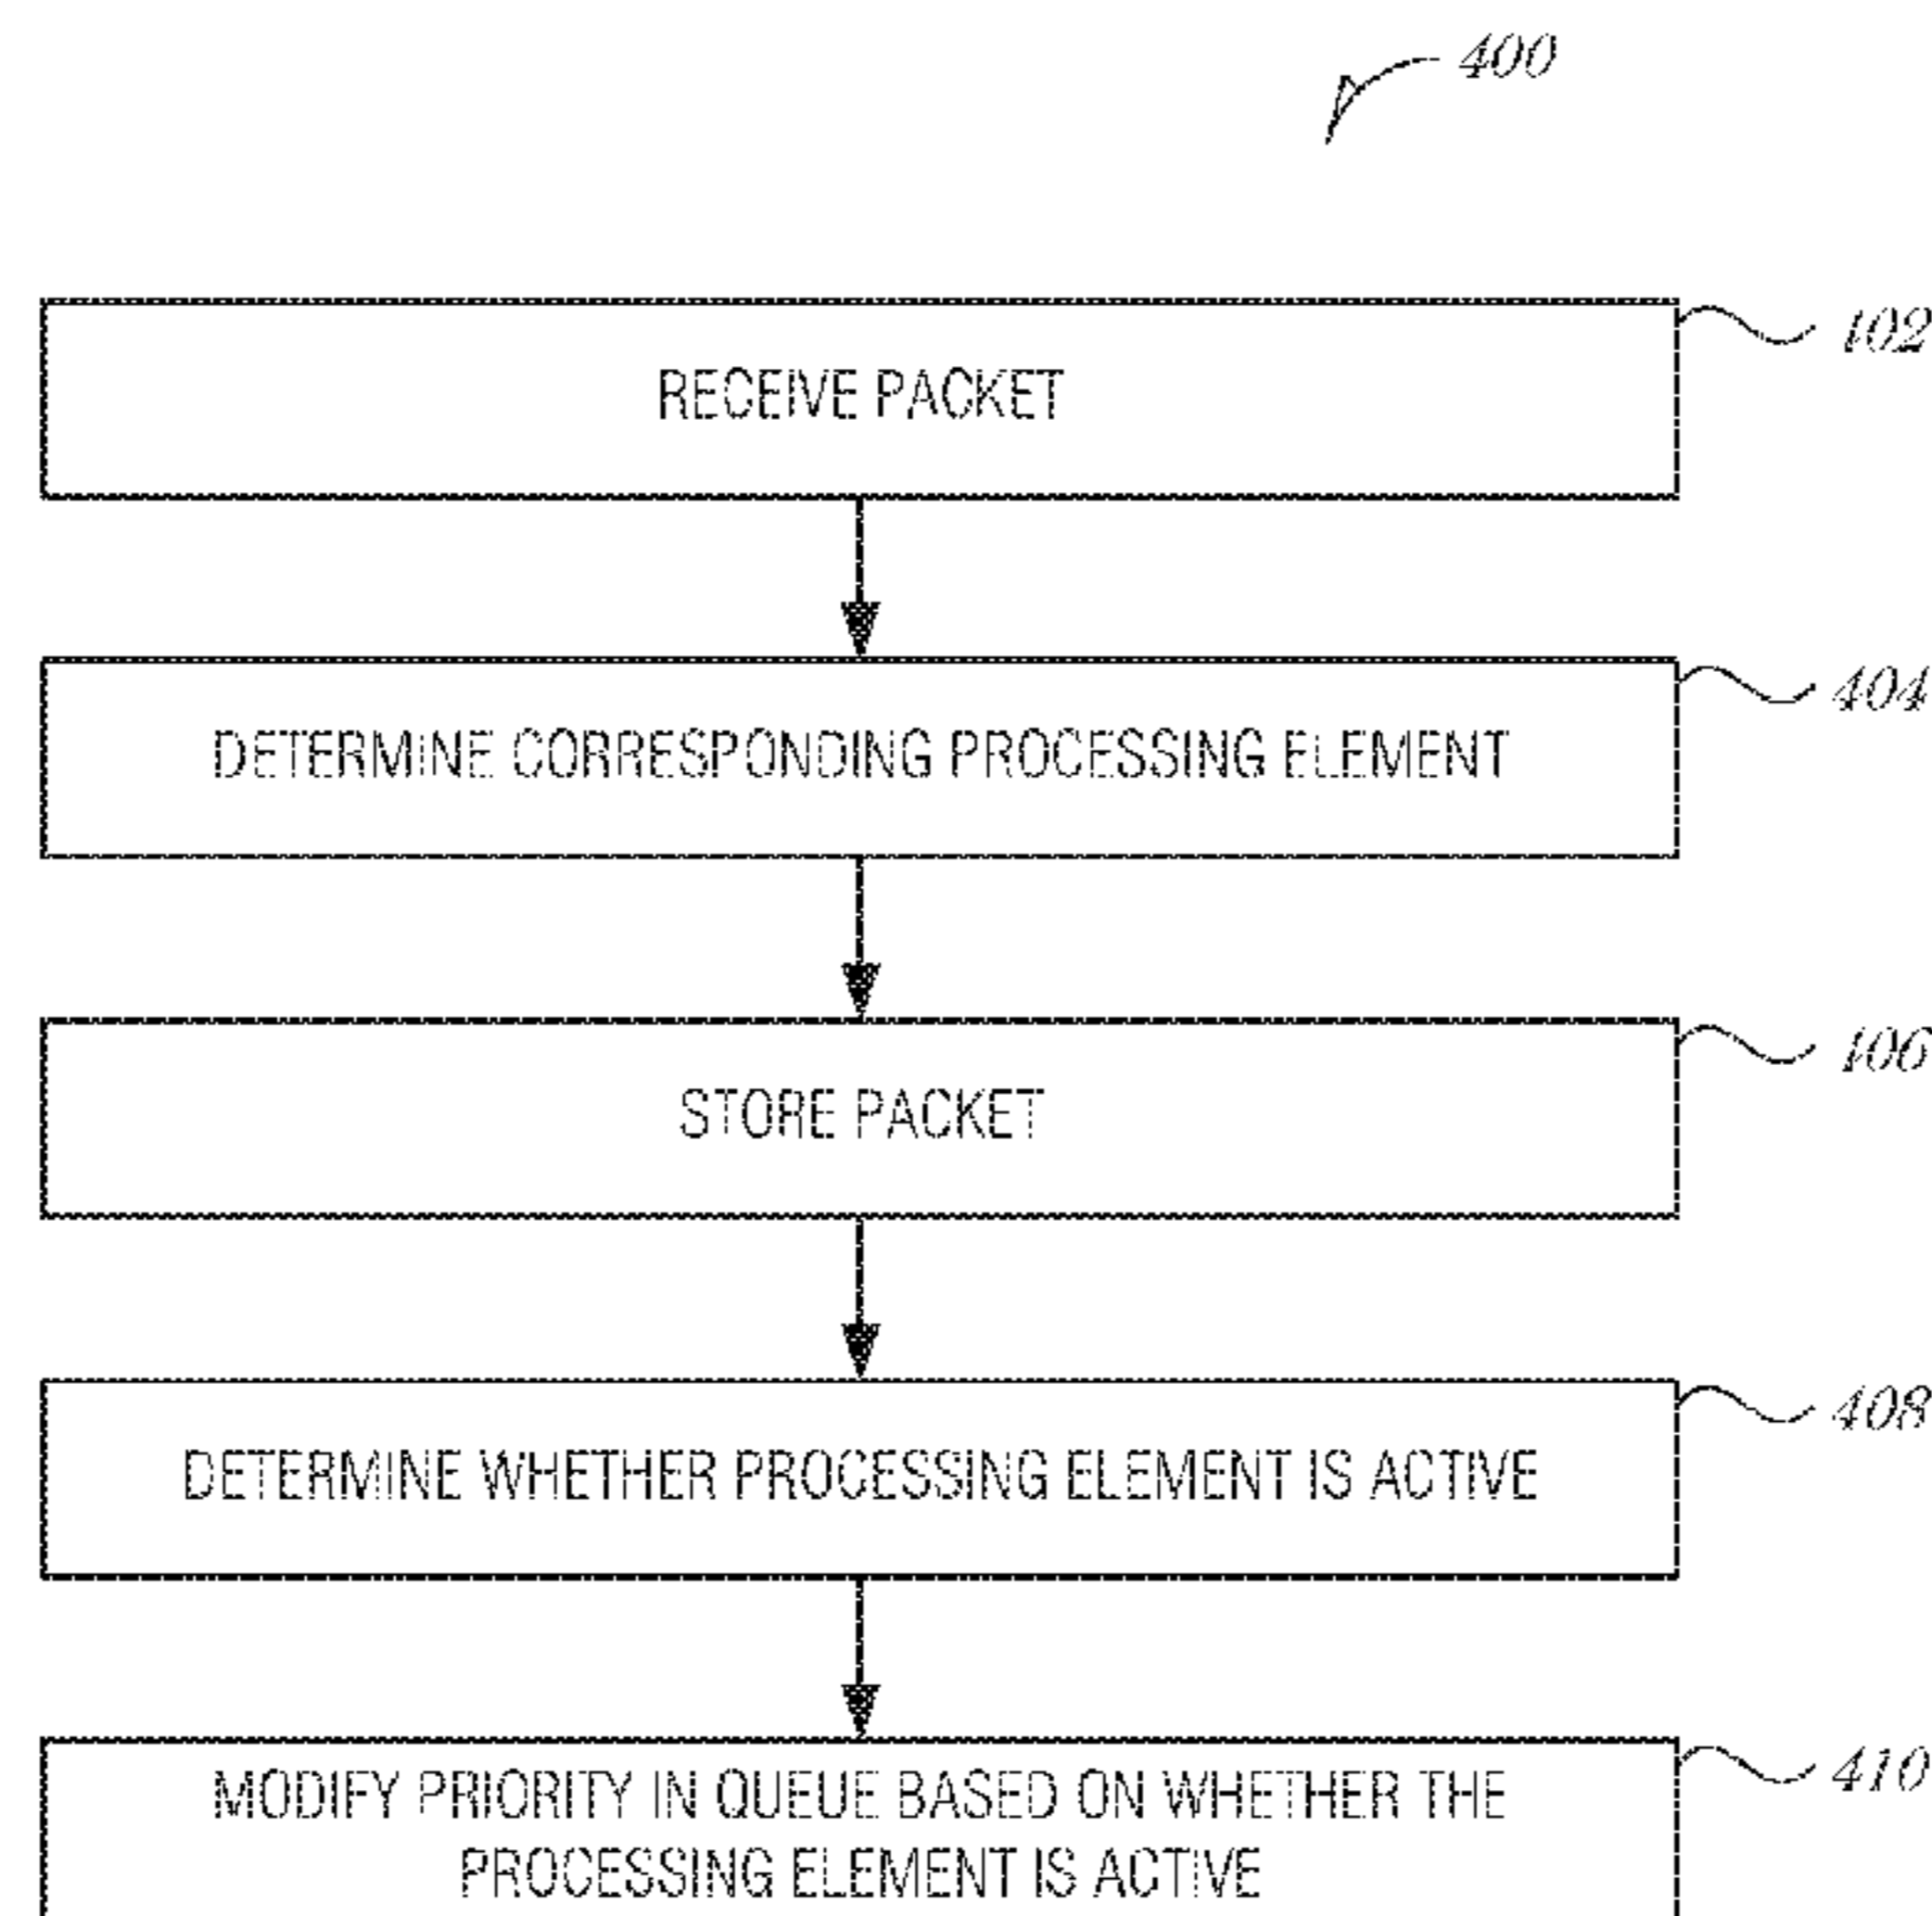 400
RECEIVE PACKET
102
DETERMINE CORRESPONDING PROCESSING ELEMENT
404
STORE PACKET
106
DETERMINE WHETHER PROCESSING ELEMENT IS ACTIVE
408
MODIFY PRIORITY IN QUEUE BASED ON WHETHER THE
PROCESSING ELEMENT IS ACTIVE
410